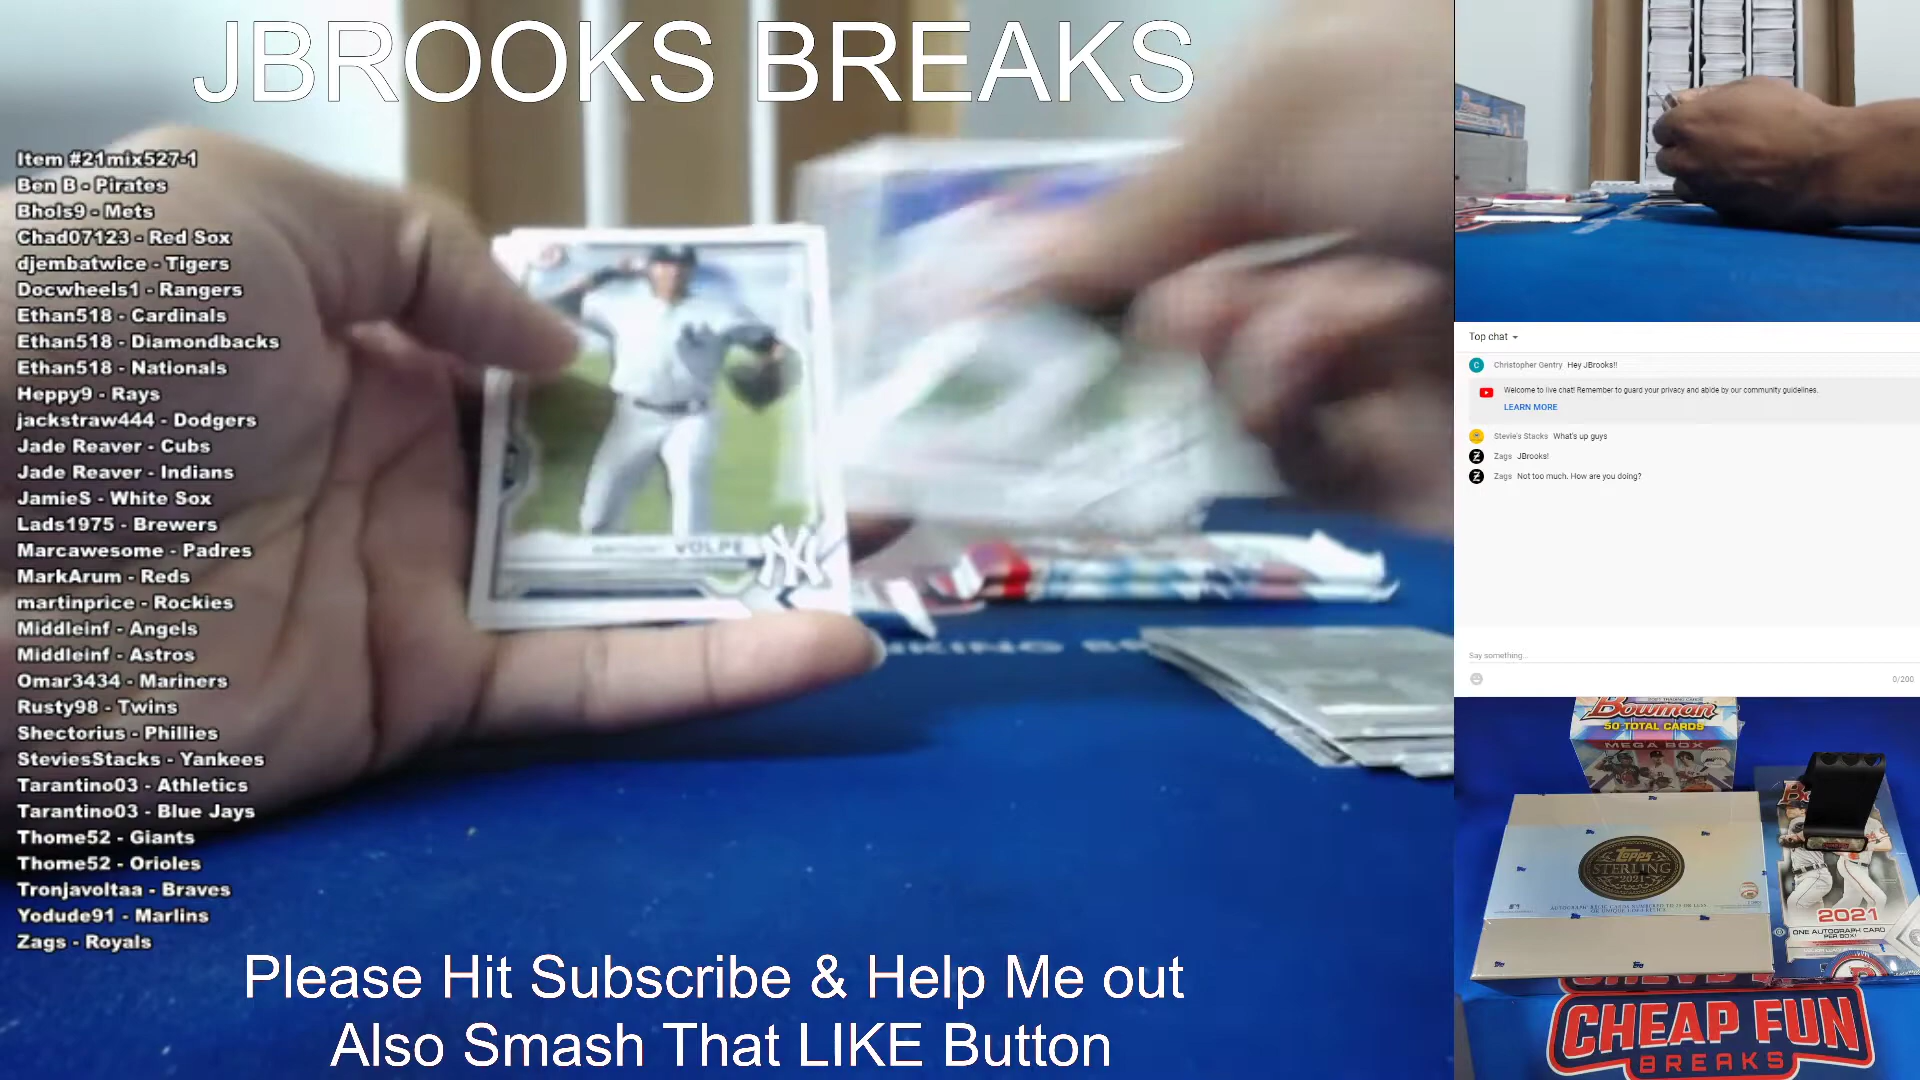 JBROOKS BREAKS
Item #21mix527-1
Ben B - Pirates
Bhols9 - Mets
Chad07123 - Red Sox
djembatwice - Tigers
Docwheels1 - Rangers
Ethan518 - Cardinals
Ethan518 - Diamondbacks
Ethan518 - Nationals
Heppy9 - Rays
jackstraw444 - Dodgers
Jade Reaver - Cubs
Jade Reaver - Indians
JamieS - White Sox
Lads1975 - Brewers
Marcawesome - Padres
MarkArum - Reds
martinprice - Rockies
Middleinf - Angels
Middleinf - Astros
Omar3434 - Mariners
Rusty98 - Twins
Shectorius - Phillies
SteviesStacks - Yankees
Tarantino03 - Athletics
Tarantino03 - Blue Jays
Thome52 - Giants
Thome52 - Orioles
Tronjavoltaa - Braves
Yodude91 - Marlins
Zags - Royals
VOLPE
NY
Please Hit Subscribe & Help Me out
Also Smash That LIKE Button
Top chat
C Christopher Gentry Hey JBrooks!!
Welcome to live chat! Remember to guard your privacy and abide by our community guidelines.
LEARN MORE
Stevie's Stacks What's up guys
Z Zags JBrooks!
Z Zags Not too much. How are you doing?
Say something...
0/200
Bowman
50 TOTAL CARDS
MEGA BOX
Topps
STERLING
2021
2021
ONE AUTOGRAPH CARD
PER BOX!
CHEAP FUN
BREAKS